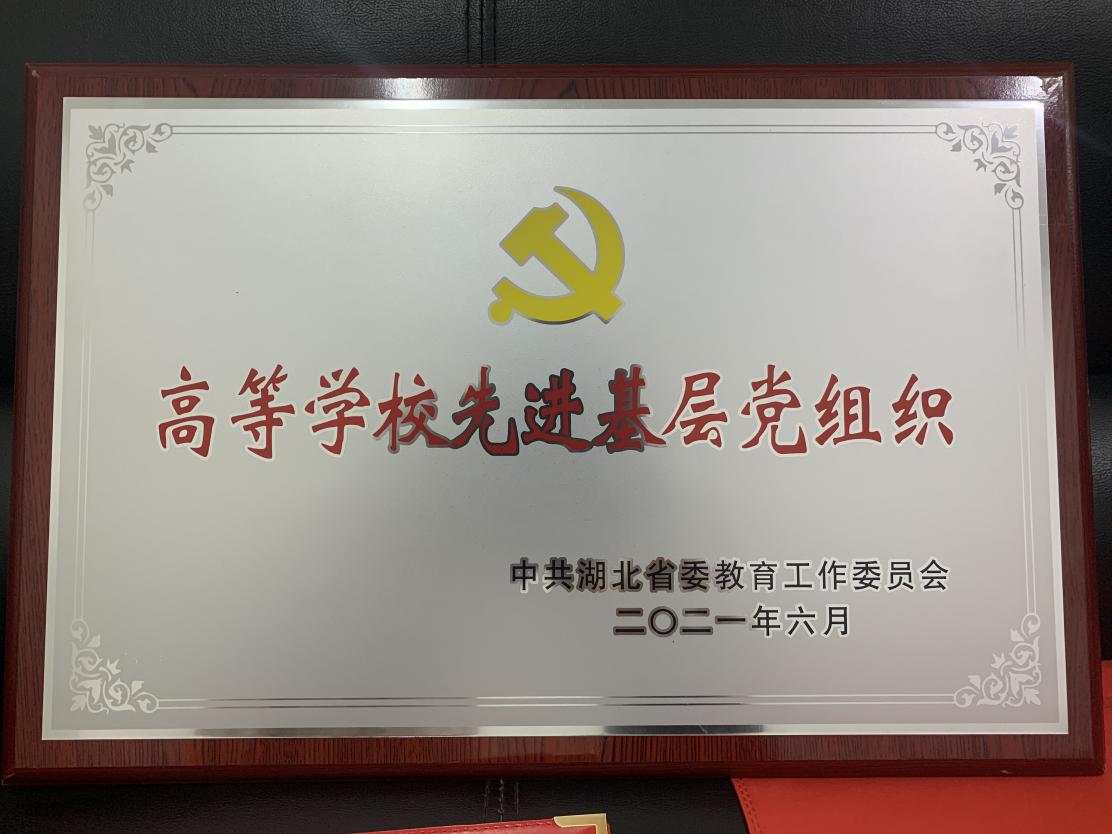 高等学校先进基层党组织
中共湖北省委教育工作委员会
二〇二一年六月